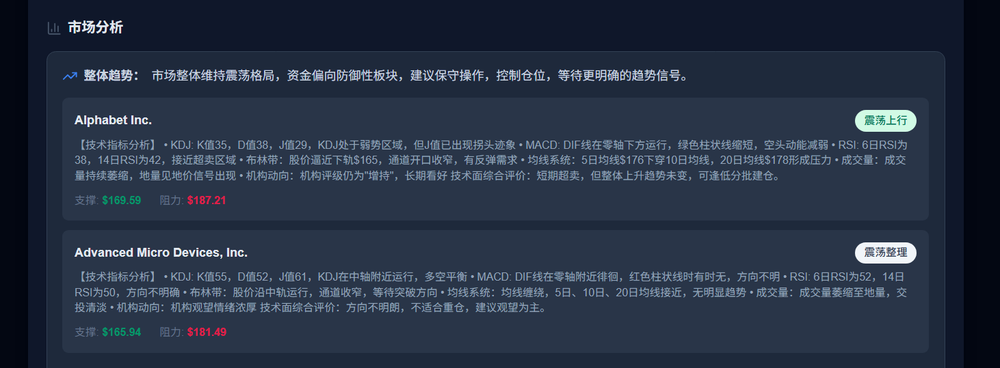 市场分析
整体趋势： 市场整体维持震荡格局，资金偏向防御性板块，建议保守操作，控制仓位，等待更明确的趋势信号。
Alphabet Inc.
震荡上行
【技术指标分析】 • KDJ: K值35，D值38，J值29，KDJ处于弱势区域，但J值已出现拐头迹象 • MACD: DIF线在零轴下方运行，绿色柱状线缩短，空头动能减弱 • RSI: 6日RSI为
38，14日RSI为42，接近超卖区域 • 布林带：股价逼近下轨$165，通道开口收窄，有反弹需求 • 均线系统：5日均线$176下穿10日均线，20日均线$178形成压力 • 成交量：成交
量持续萎缩，地量见地价信号出现 • 机构动向：机构评级仍为"增持"，长期看好 技术面综合评价：短期超卖，但整体上升趋势未变，可逢低分批建仓。
支撑: $169.59 阻力: $187.21
Advanced Micro Devices, Inc.
震荡整理
【技术指标分析】 • KDJ: K值55，D值52，J值61，KDJ在中轴附近运行，多空平衡 • MACD: DIF线在零轴附近徘徊，红色柱状线时有时无，方向不明 • RSI: 6日RSI为52，14日
RSI为50，方向不明确 • 布林带：股价沿中轨运行，通道收窄，等待突破方向 • 均线系统：均线缠绕，5日、10日、20日均线接近，无明显趋势 • 成交量：成交量萎缩至地量，交
投清淡 • 机构动向：机构观望情绪浓厚 技术面综合评价：方向不明朗，不适合重仓，建议观望为主。
支撑: $165.94 阻力: $181.49